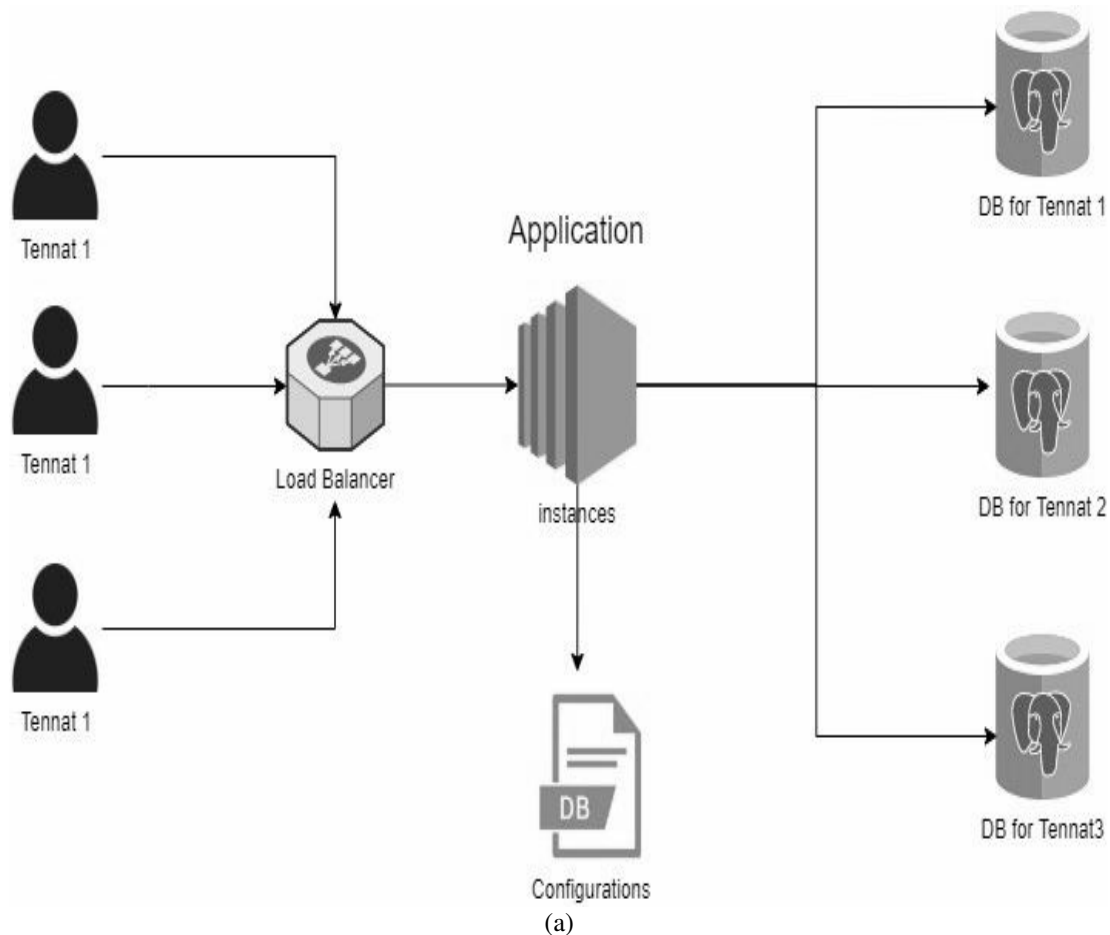 Tennat 1
Tennat 1
Tennat 1
Load Balancer
Application
instances
DB
Configurations
DB for Tennat 1
DB for Tennat 2
DB for Tennat3
(a)